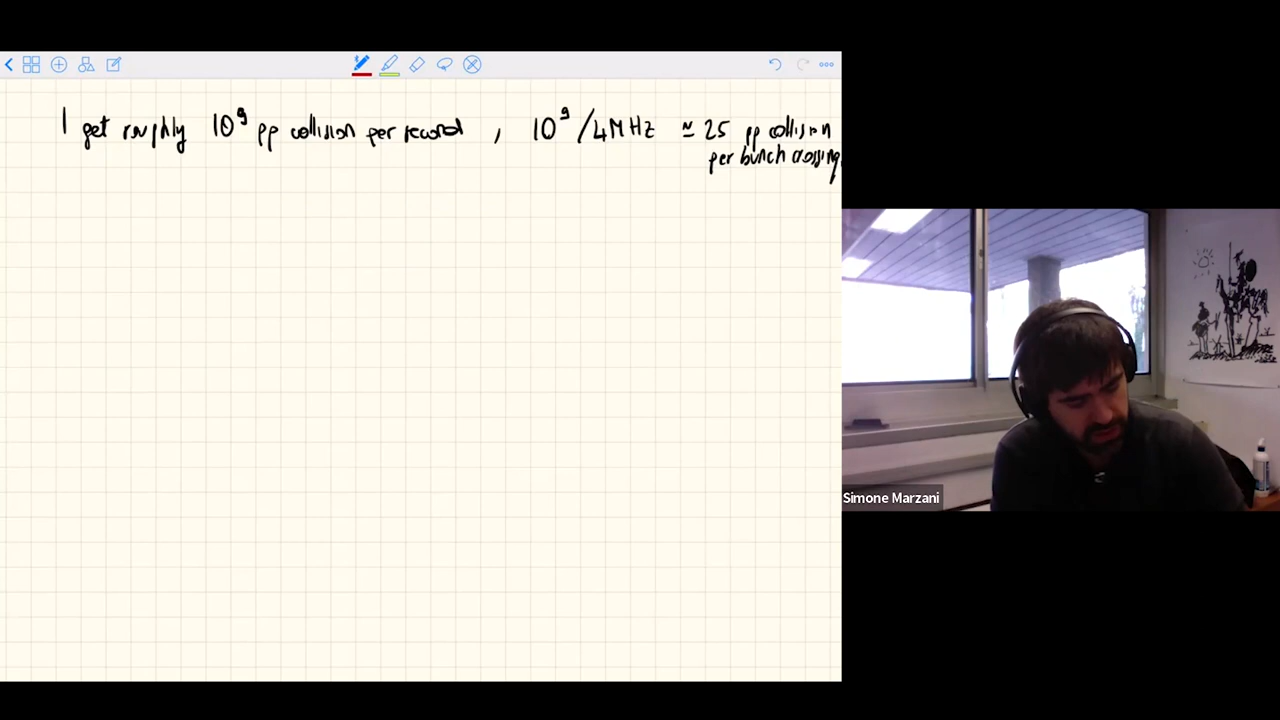 I get roughly 10⁹ pp collision per second , 10⁹ /4MHz ≃ 25 pp collision
per bunch crossing
Simone Marzani